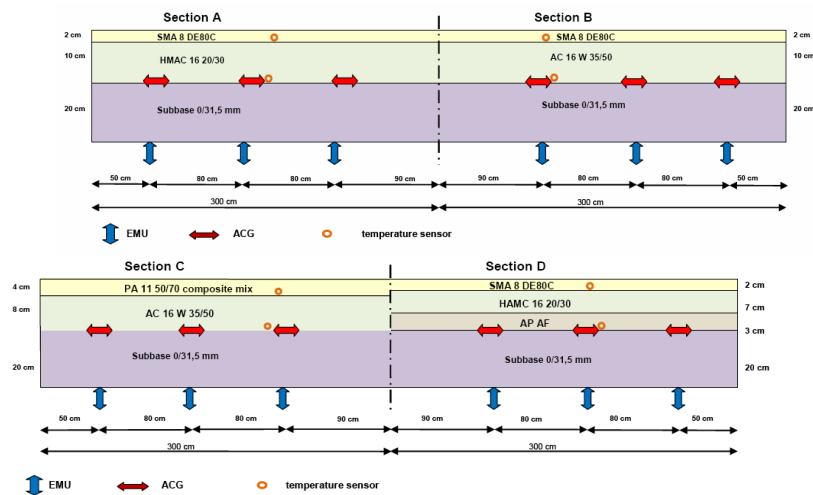 Section A Section B
2 cm SMA 8 DE80C SMA 8 DE80C 2 cm
10 cm HMAC 16 20/30 AC 16 W 35/50 10 cm
20 cm Subbase 0/31,5 mm Subbase 0/31,5 mm 20 cm
50 cm 80 cm 80 cm 90 cm 90 cm 80 cm 80 cm 50 cm
300 cm 300 cm
EMU ACG temperature sensor
Section C Section D
4 cm PA 11 50/70 composite mix SMA 8 DE80C 2 cm
8 cm AC 16 W 35/50 HAMC 16 20/30 7 cm
AP AF 3 cm
20 cm Subbase 0/31,5 mm Subbase 0/31,5 mm 20 cm
50 cm 80 cm 80 cm 90 cm 90 cm 80 cm 80 cm 50 cm
300 cm 300 cm
EMU ACG temperature sensor